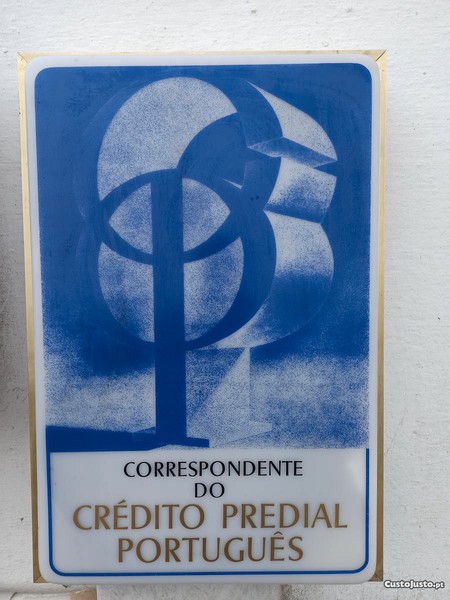 CORRESPONDENTE
DO
CRÉDITO PREDIAL
PORTUGUÊS
CustoJusto.pt